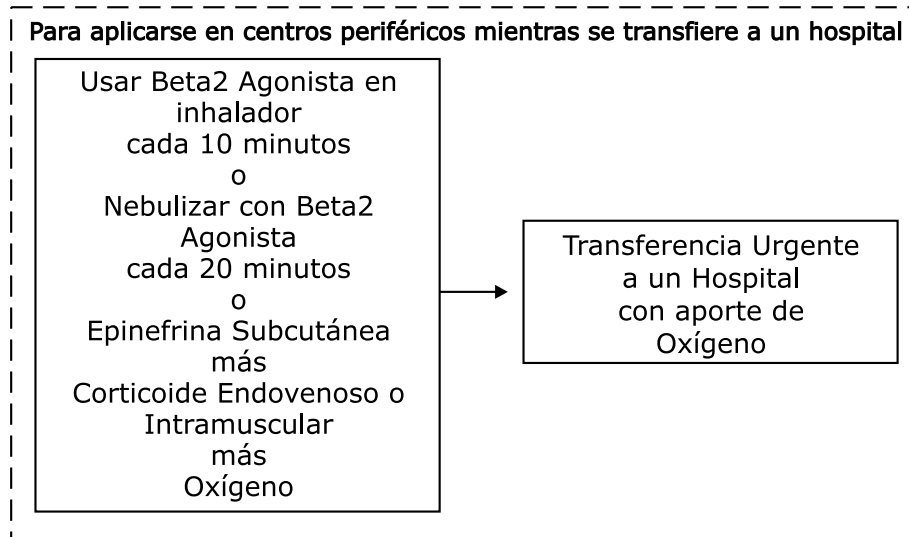 Para aplicarse en centros periféricos mientras se transfiere a un hospital
Usar Beta2 Agonista en
inhalador
cada 10 minutos
o
Nebulizar con Beta2
Agonista
cada 20 minutos
o
Epinefrina Subcutánea
más
Corticoide Endovenoso o
Intramuscular
más
Oxígeno
Transferencia Urgente
a un Hospital
con aporte de
Oxígeno